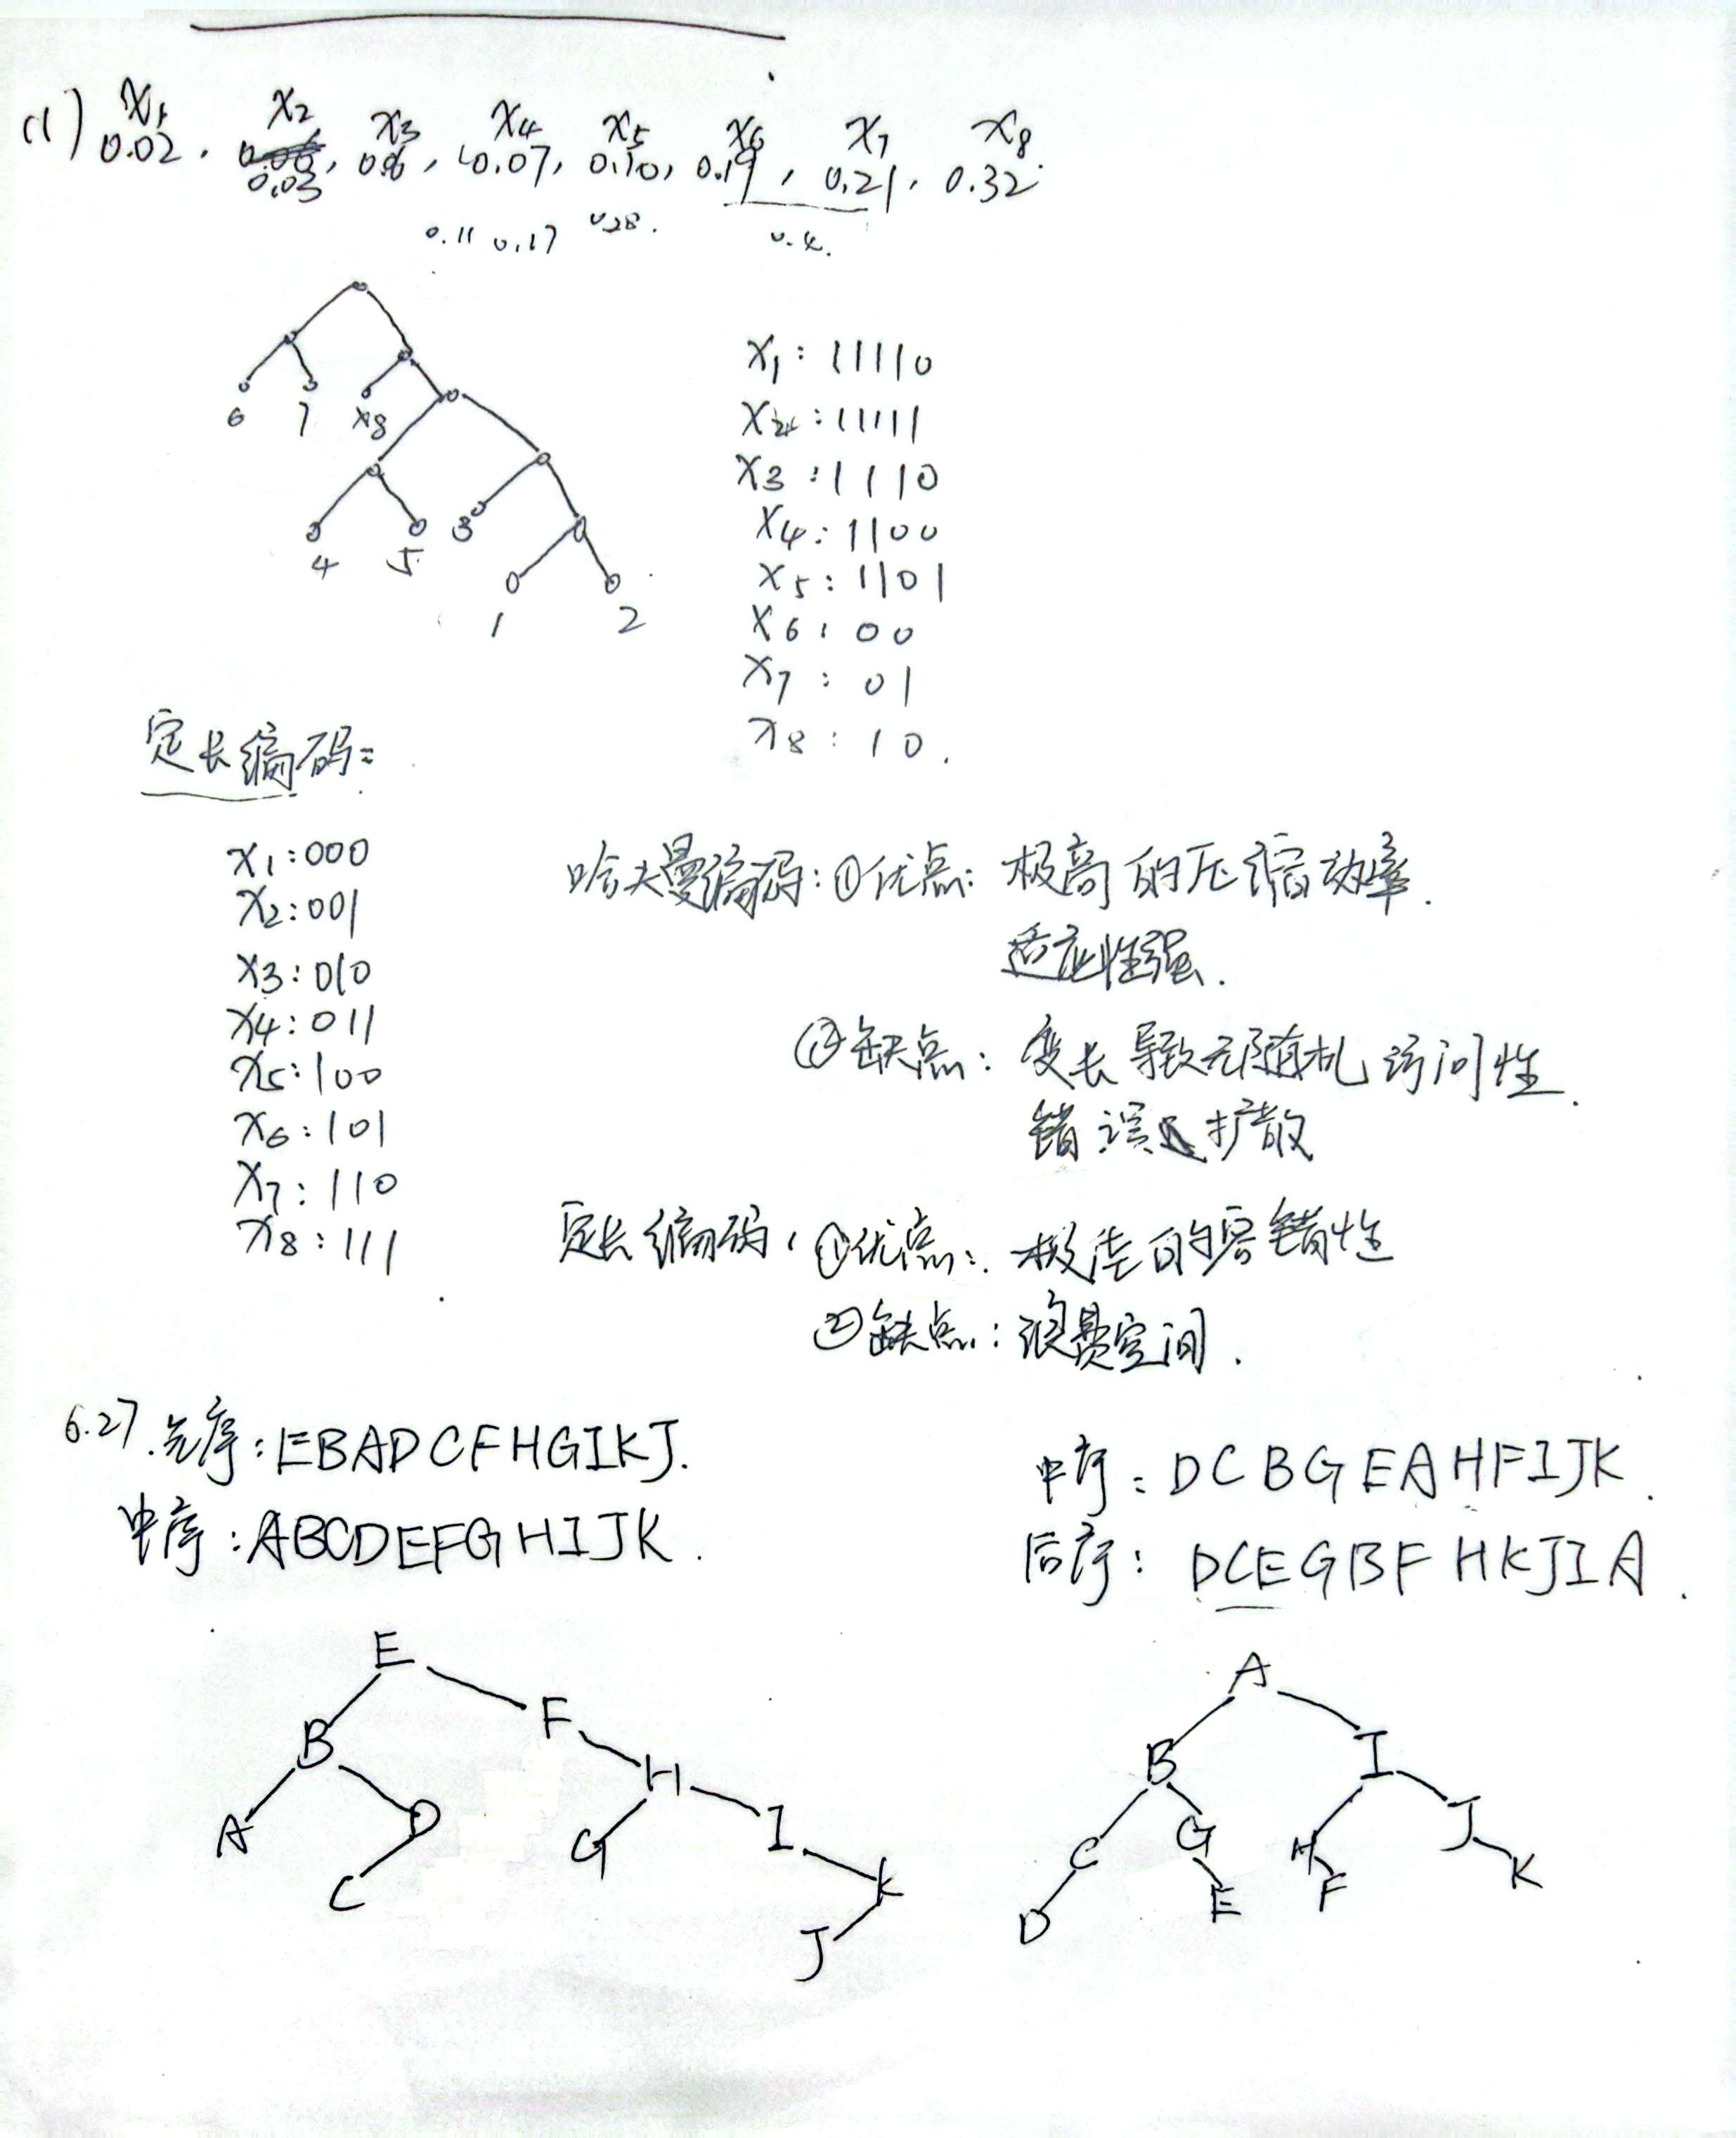 (1) X1 X2 X3 X4 X5 X6 X7 X8
0.02, 0.03, 0.6, 0.07, 0.10, 0.19, 0.21, 0.32.
0.11 0.17 0.28. 0.4.
6 7 X8
4 5 3
1 2
X1: 11110
X2: 11111
X3: 1110
X4: 1100
X5: 1101
X6: 00
X7: 01
X8: 10.
定长编码:
X1: 000
X2: 001
X3: 010
X4: 011
X5: 100
X6: 101
X7: 110
X8: 111
哈夫曼编码: ①优点: 极高的压缩效率.
适应性强.
②缺点: 变长导致无随机访问性.
错误 扩散
定长编码: ①优点: 极佳的容错性
②缺点: 浪费空间.
6.27. 先序: EBADCFHGIKJ.
中序: ABCDEFGHIJK.
中序: DCBGEAHFIJK.
后序: DCEGBFHKJIA.
E
F
B
H
A D G I
C K
J
A
B I
C G H J
D E F K